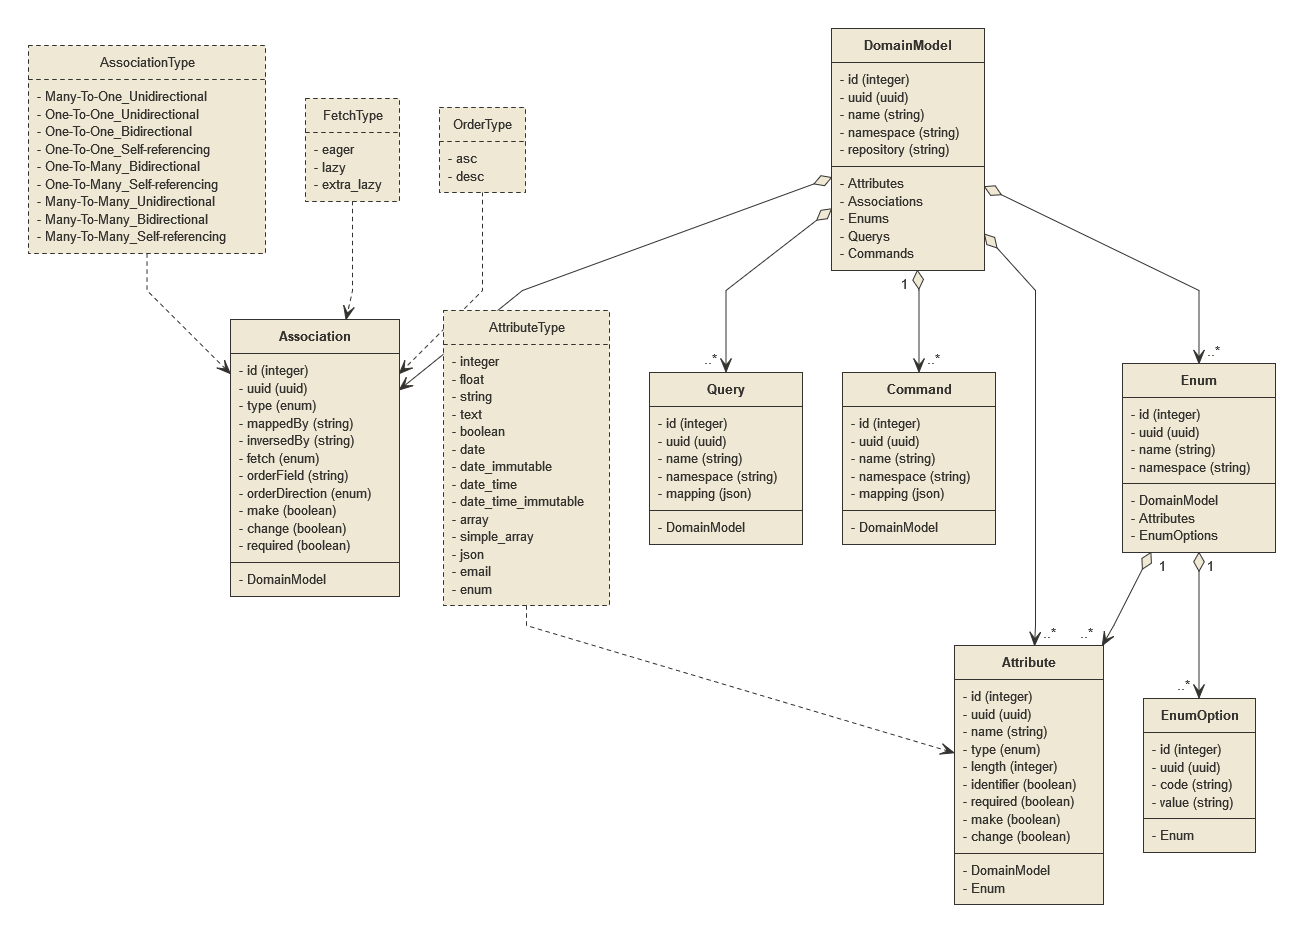 AssociationType
- Many-To-One_Unidirectional
- One-To-One_Unidirectional
- One-To-One_Bidirectional
- One-To-One_Self-referencing
- One-To-Many_Bidirectional
- One-To-Many_Self-referencing
- Many-To-Many_Unidirectional
- Many-To-Many_Bidirectional
- Many-To-Many_Self-referencing
FetchType
- eager
- lazy
- extra_lazy
OrderType
- asc
- desc
DomainModel
- id (integer)
- uuid (uuid)
- name (string)
- namespace (string)
- repository (string)
- Attributes
- Associations
- Enums
- Querys
- Commands
1
..*
..*
..*
Association
- id (integer)
- uuid (uuid)
- type (enum)
- mappedBy (string)
- inversedBy (string)
- fetch (enum)
- orderField (string)
- orderDirection (enum)
- make (boolean)
- change (boolean)
- required (boolean)
- DomainModel
AttributeType
- integer
- float
- string
- text
- boolean
- date
- date_immutable
- date_time
- date_time_immutable
- array
- simple_array
- json
- email
- enum
Query
- id (integer)
- uuid (uuid)
- name (string)
- namespace (string)
- mapping (json)
- DomainModel
Command
- id (integer)
- uuid (uuid)
- name (string)
- namespace (string)
- mapping (json)
- DomainModel
Enum
- id (integer)
- uuid (uuid)
- name (string)
- namespace (string)
- DomainModel
- Attributes
- EnumOptions
1
1
..*
..*
..*
Attribute
- id (integer)
- uuid (uuid)
- name (string)
- type (enum)
- length (integer)
- identifier (boolean)
- required (boolean)
- make (boolean)
- change (boolean)
- DomainModel
- Enum
EnumOption
- id (integer)
- uuid (uuid)
- code (string)
- value (string)
- Enum